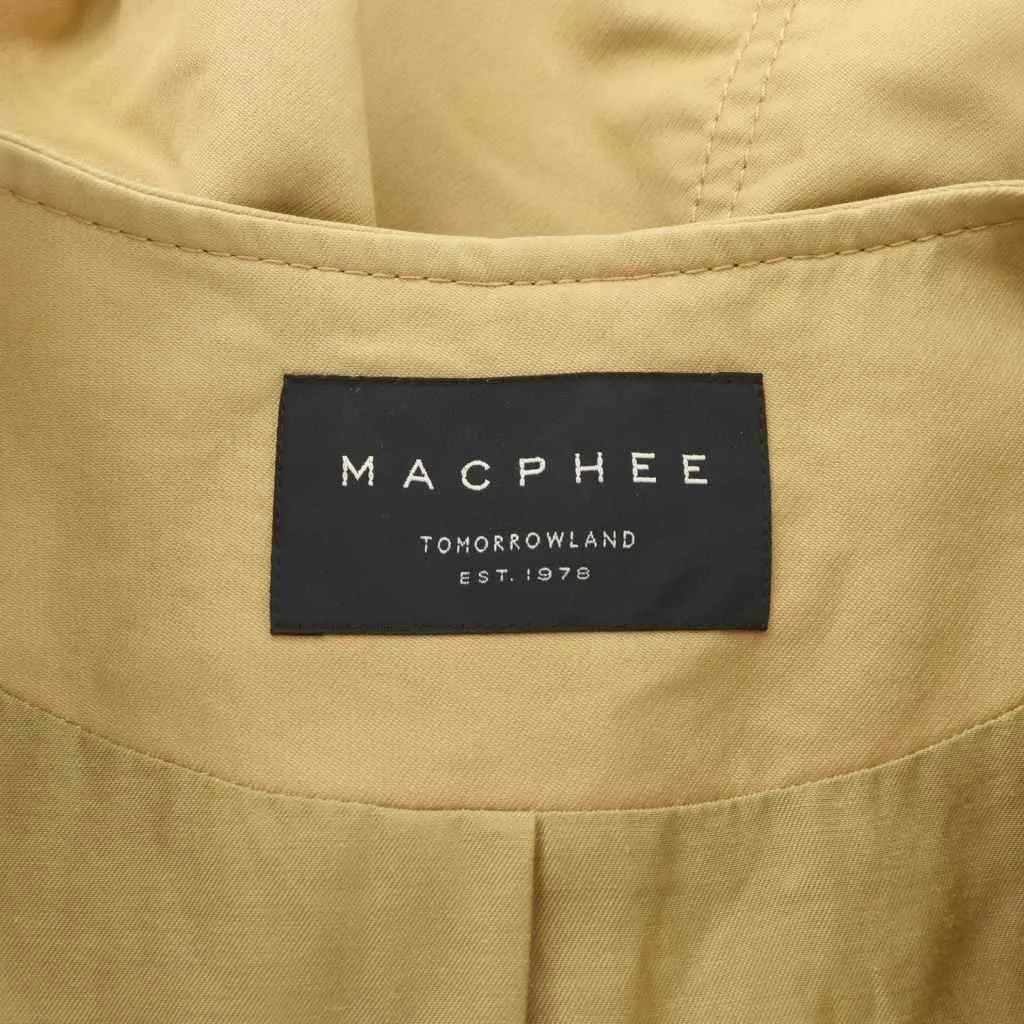 MACPHEE
TOMORROWLAND
EST. 1978